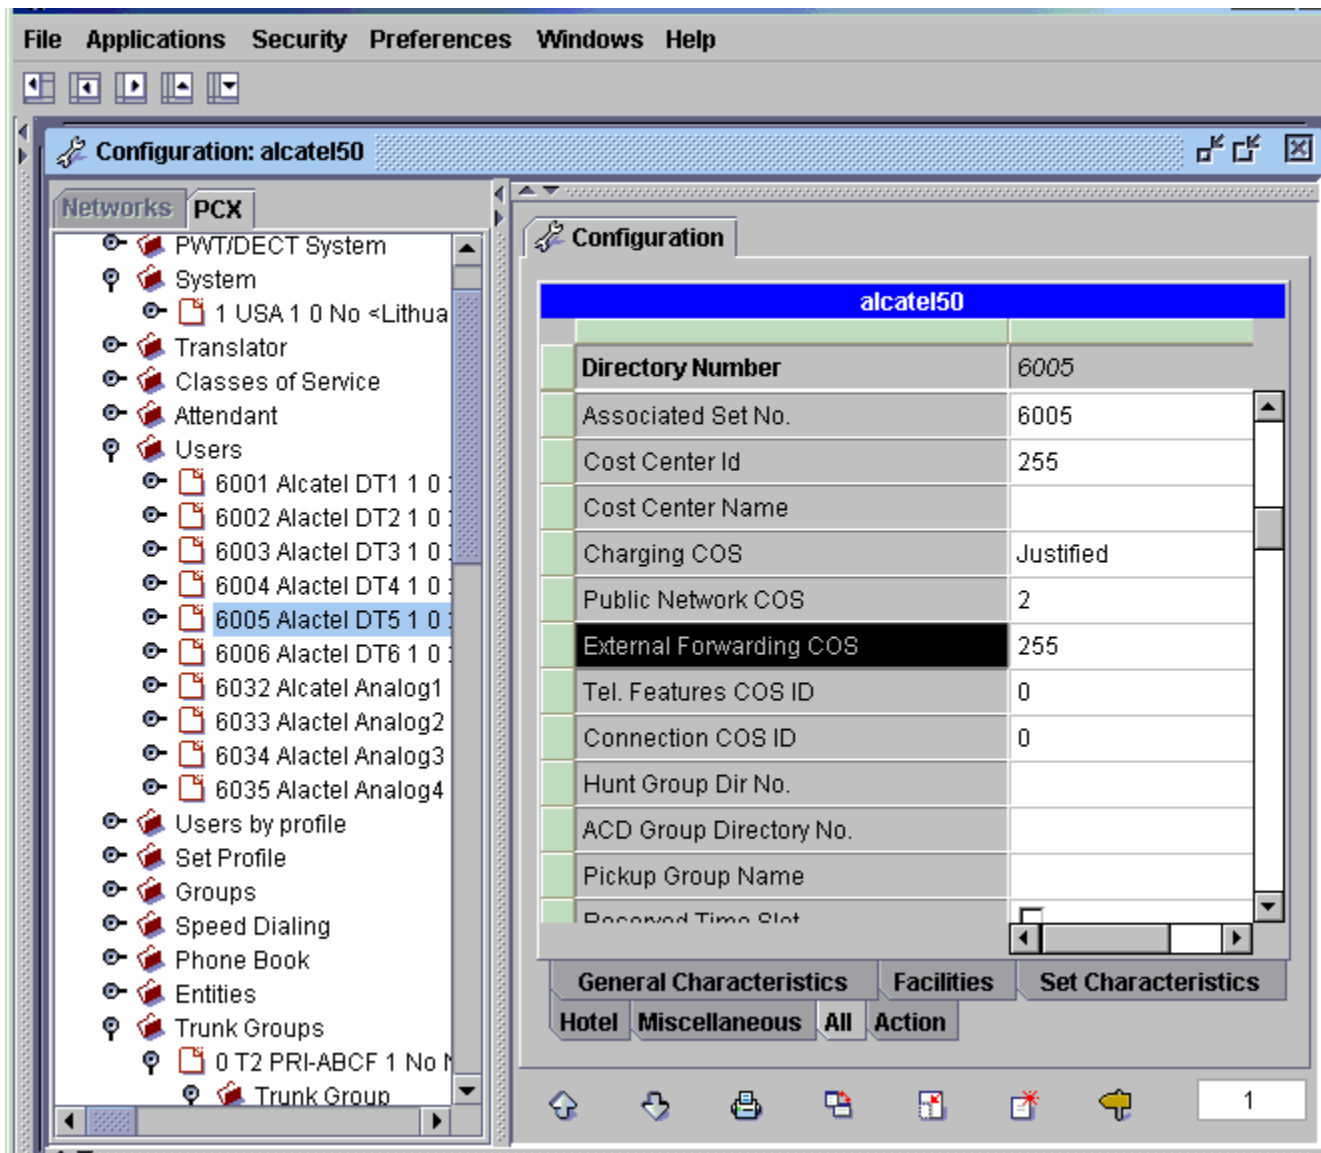 File Applications Security Preferences Windows Help
Configuration: alcatel50
Networks PCX
PWT/DECT System
System
1 USA 1 0 No <Lithua
Translator
Classes of Service
Attendant
Users
6001 Alcatel DT1 1 0
6002 Alactel DT2 1 0
6003 Alactel DT3 1 0
6004 Alactel DT4 1 0
6005 Alactel DT5 1 0
6006 Alactel DT6 1 0
6032 Alcatel Analog1
6033 Alactel Analog2
6034 Alactel Analog3
6035 Alactel Analog4
Users by profile
Set Profile
Groups
Speed Dialing
Phone Book
Entities
Trunk Groups
0 T2 PRI-ABCF 1 No
Trunk Group
Configuration
alcatel50
Directory Number 6005
Associated Set No. 6005
Cost Center Id 255
Cost Center Name
Charging COS Justified
Public Network COS 2
External Forwarding COS 255
Tel. Features COS ID 0
Connection COS ID 0
Hunt Group Dir No.
ACD Group Directory No.
Pickup Group Name
Reserved Time Slot
General Characteristics Facilities Set Characteristics
Hotel Miscellaneous All Action
1